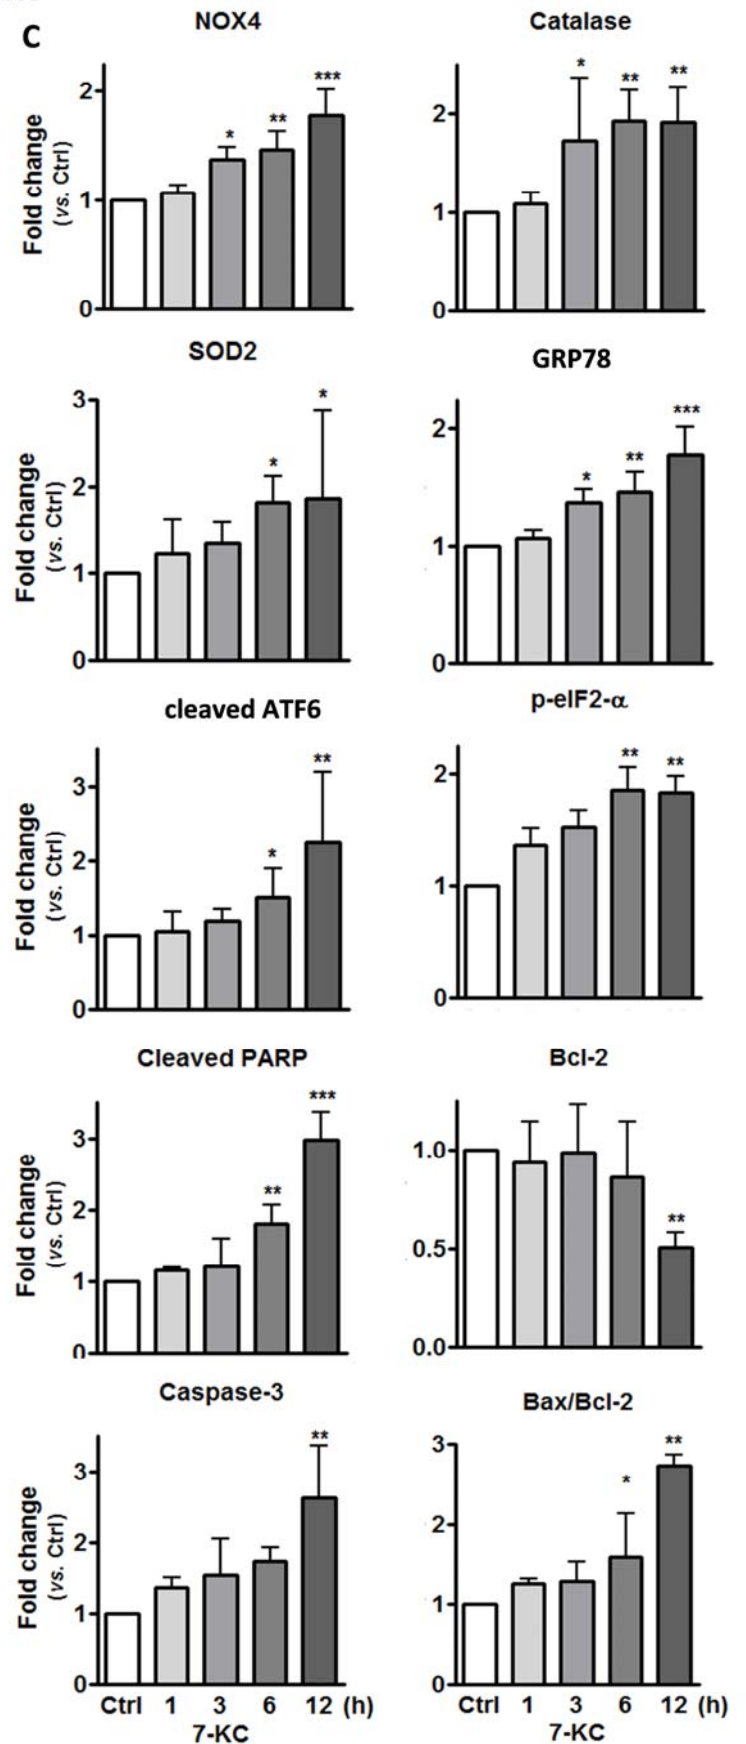 C
NOX4
Catalase
Fold change
(vs. Ctrl)
2
1
0
*
**
***
2
1
0
*
**
**
SOD2
GRP78
Fold change
(vs. Ctrl)
3
2
1
0
*
*
2
1
0
*
**
***
cleaved ATF6
p-eIF2-α
Fold change
(vs. Ctrl)
3
2
1
0
*
**
2
1
0
**
**
Cleaved PARP
Bcl-2
Fold change
(vs. Ctrl)
3
2
1
0
**
***
1.0
0.5
0.0
**
Caspase-3
Bax/Bcl-2
Fold change
(vs. Ctrl)
3
2
1
0
**
3
2
1
0
*
**
Ctrl 1 3 6 12 (h)
7-KC
Ctrl 1 3 6 12 (h)
7-KC